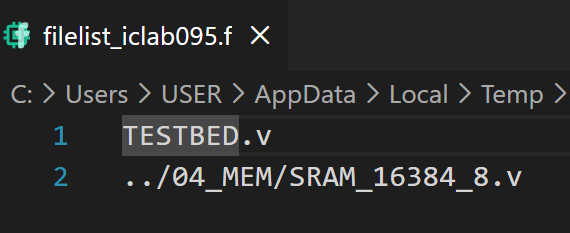 filelist_iclab095.f
C: > Users > USER > AppData > Local > Temp >
1 TESTBED.v
2 ../04_MEM/SRAM_16384_8.v